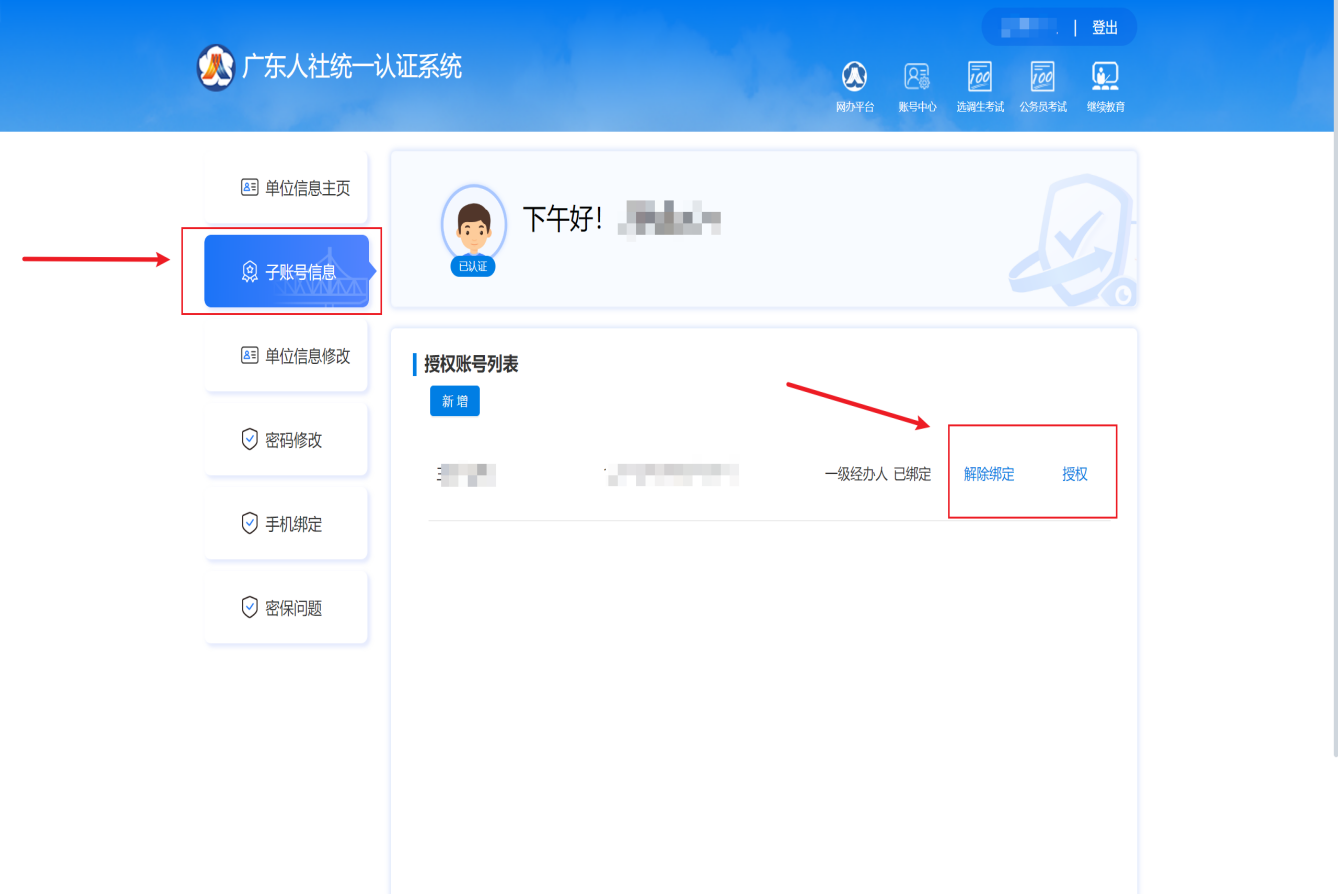 登出
广东人社统一认证系统
网办平台 账号中心 选调生考试 公务员考试 继续教育
单位信息主页
子账号信息
单位信息修改
密码修改
手机绑定
密保问题
下午好！
已认证
授权账号列表
新 增
一级经办人 已绑定 解除绑定 授权